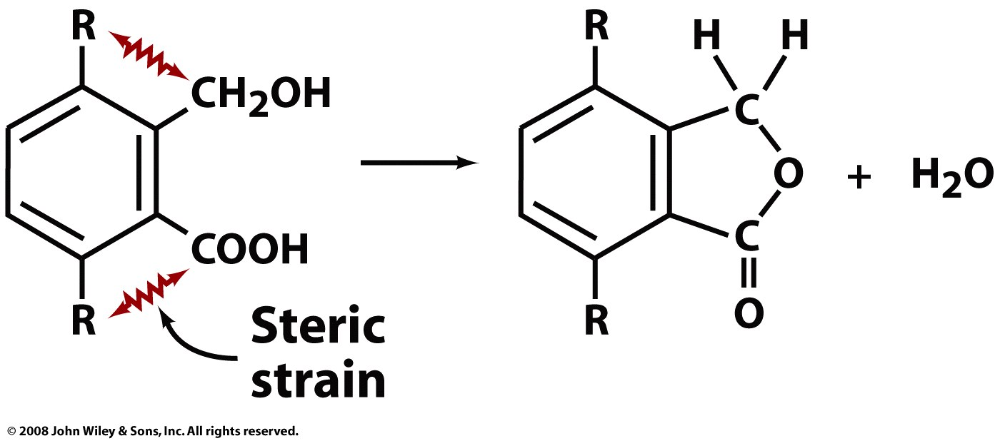 R
CH₂OH
COOH
R
Steric
strain
R
H H
C
O
C
O
R
+ H₂O
© 2008 John Wiley & Sons, Inc. All rights reserved.